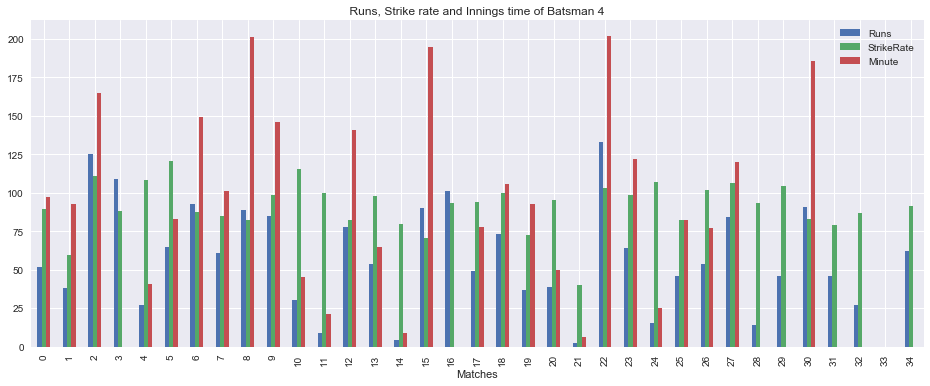 Runs, Strike rate and Innings time of Batsman 4
Runs
StrikeRate
Minute
200
175
150
125
100
75
50
25
0
0 1 2 3 4 5 6 7 8 9 10 11 12 13 14 15 16 17 18 19 20 21 22 23 24 25 26 27 28 29 30 31 32 33 34
Matches